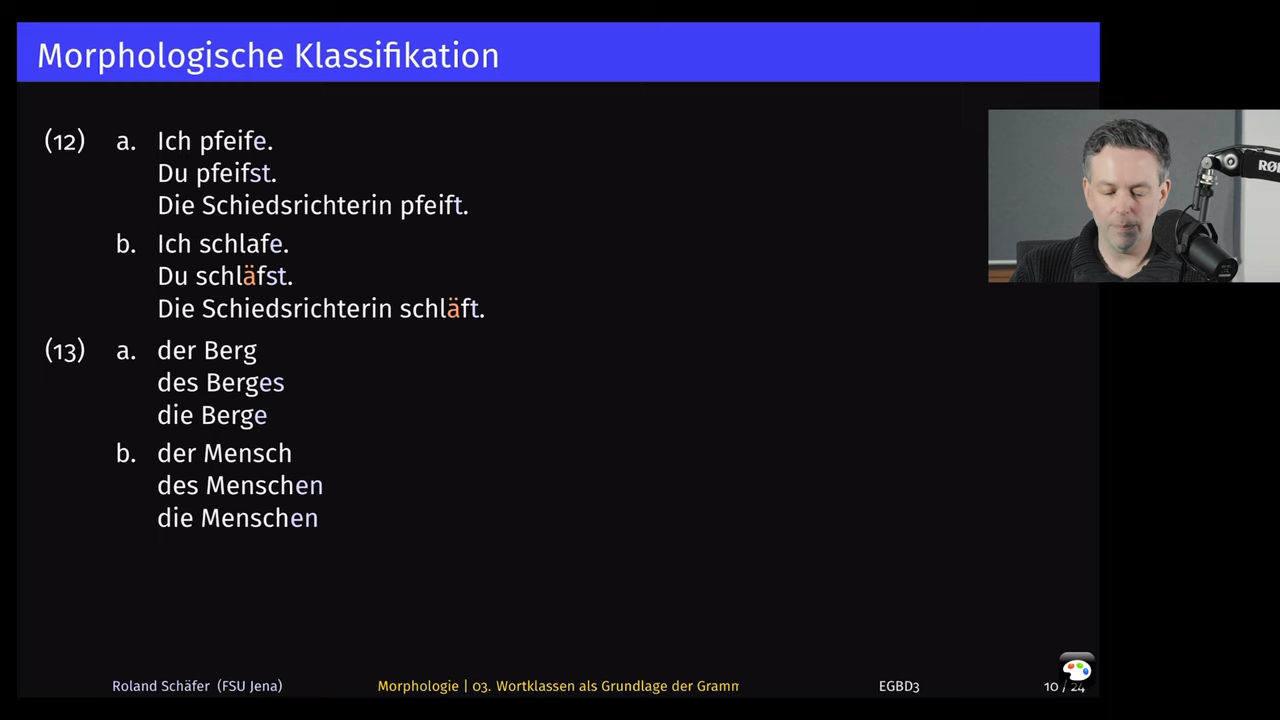 Morphologische Klassifikation
(12) a. Ich pfeife.
Du pfeifst.
Die Schiedsrichterin pfeift.
b. Ich schlafe.
Du schläfst.
Die Schiedsrichterin schläft.
(13) a. der Berg
des Berges
die Berge
b. der Mensch
des Menschen
die Menschen
Roland Schäfer (FSU Jena) Morphologie | 03. Wortklassen als Grundlage der Gramm EGBD3 10 / 24